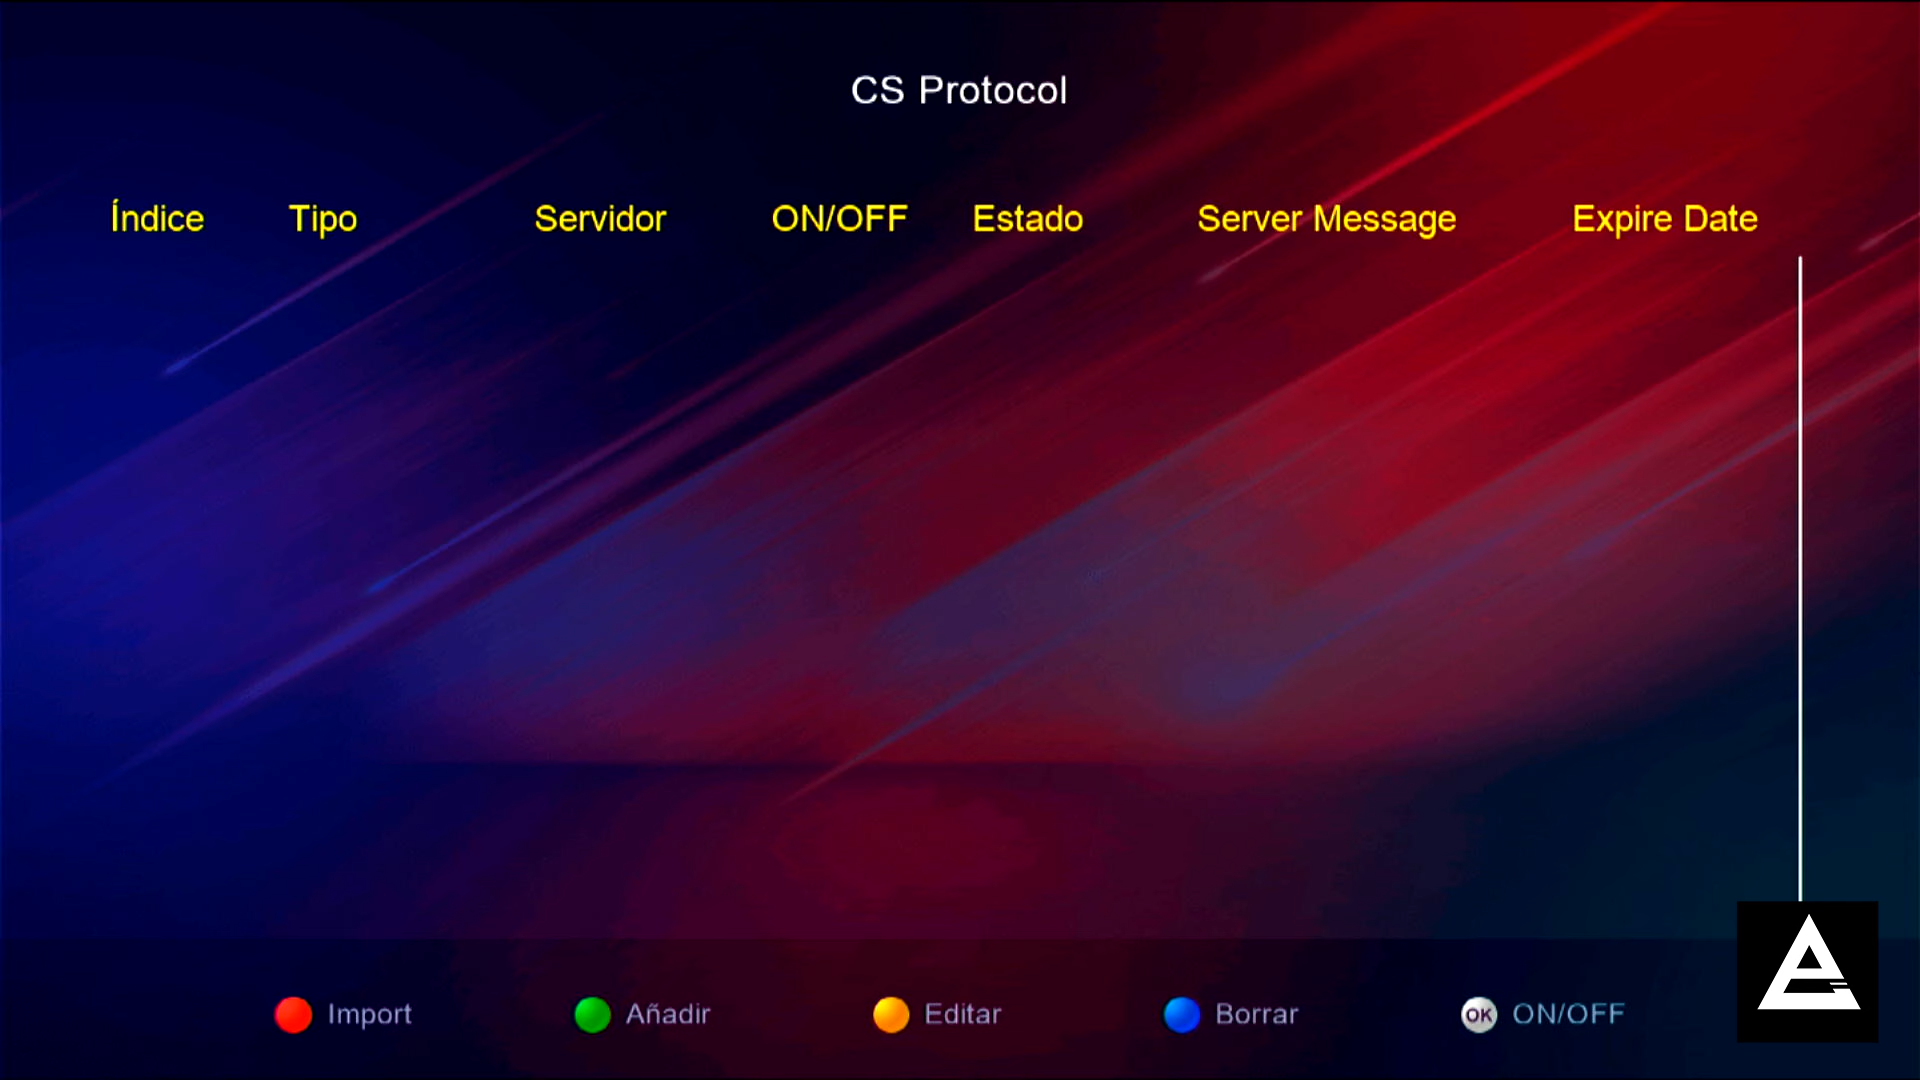 CS Protocol
Índice Tipo Servidor ON/OFF Estado Server Message Expire Date
Import Añadir Editar Borrar OK ON/OFF